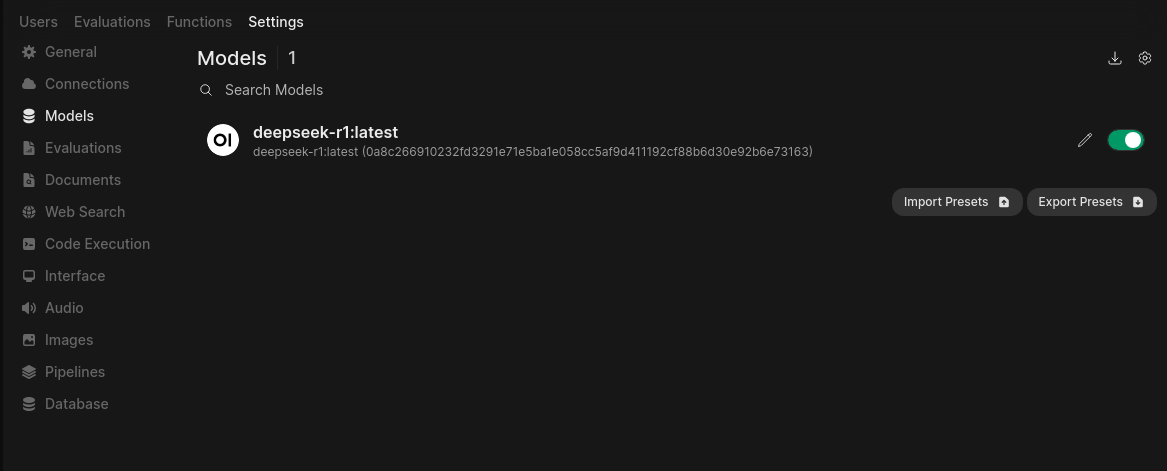 Users Evaluations Functions Settings
General
Connections
Models
Evaluations
Documents
Web Search
Code Execution
Interface
Audio
Images
Pipelines
Database
Models 1
Search Models
OI
deepseek-r1:latest
deepseek-r1:latest (0a8c266910232fd3291e71e5ba1e058cc5af9d411192cf88b6d30e92b6e73163)
Import Presets
Export Presets